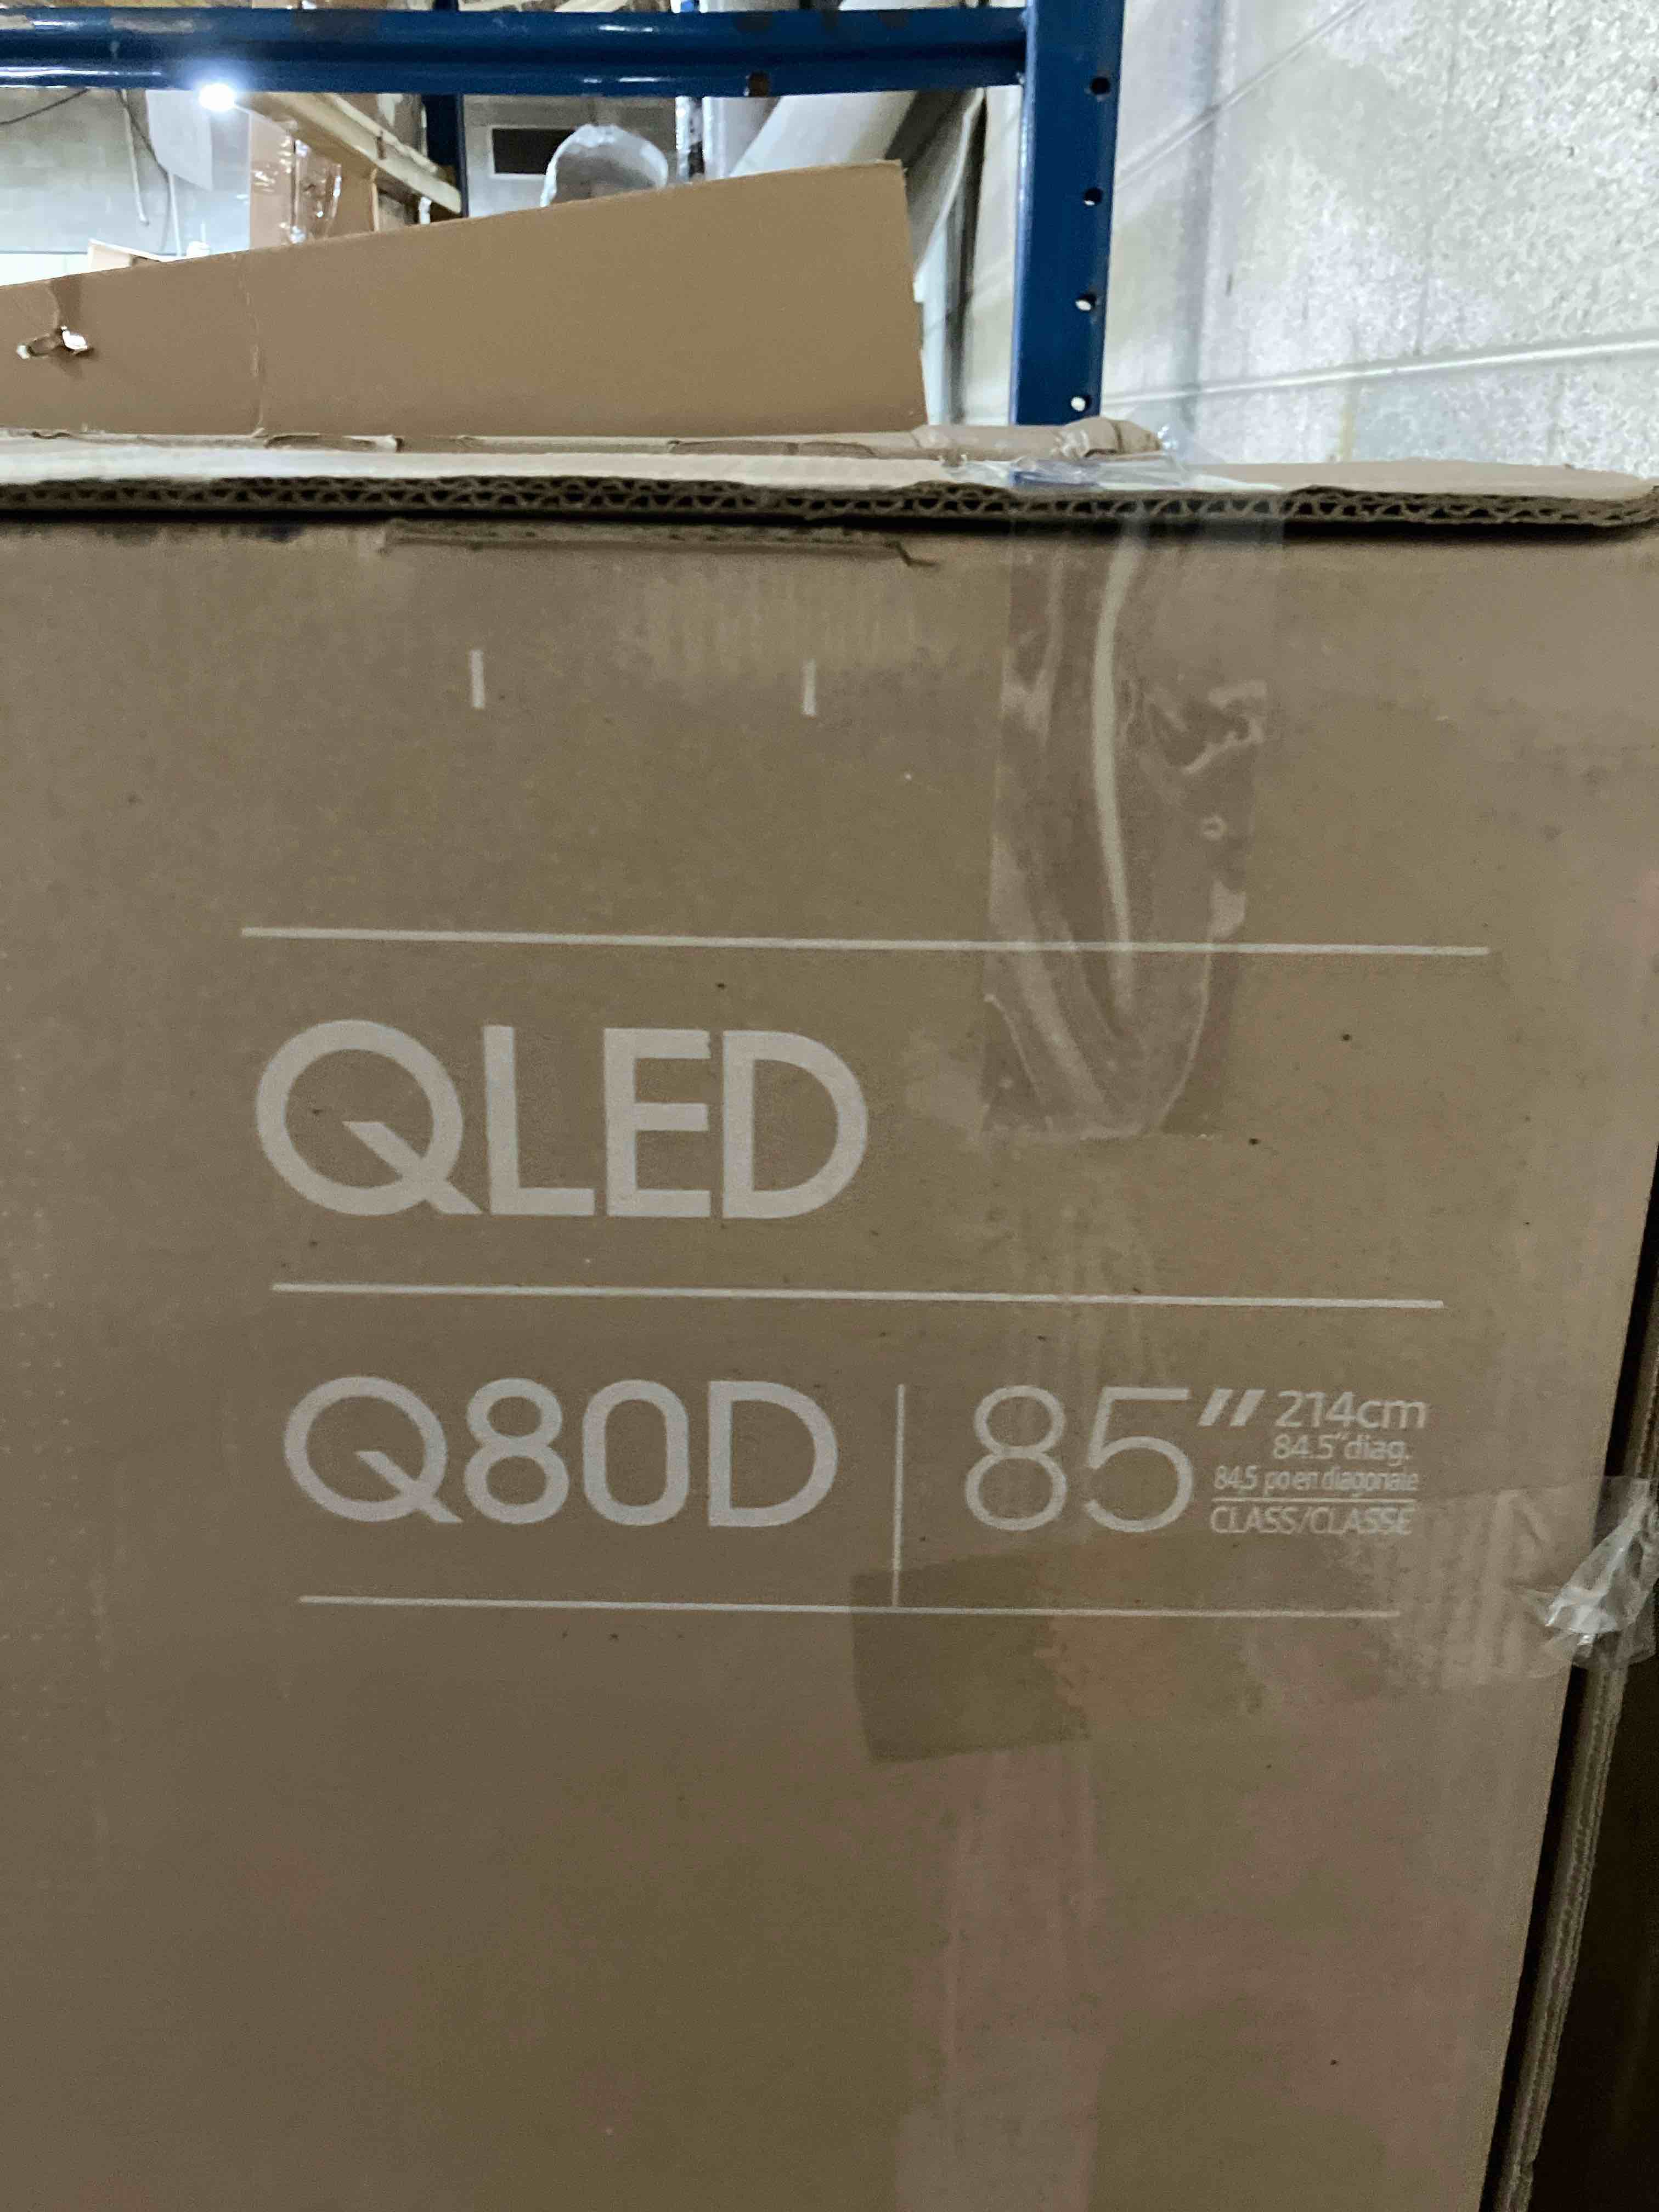 QLED
Q80D 85" 214cm
84.5" diag.
84,5 po en diagonale
CLASS/CLASSE